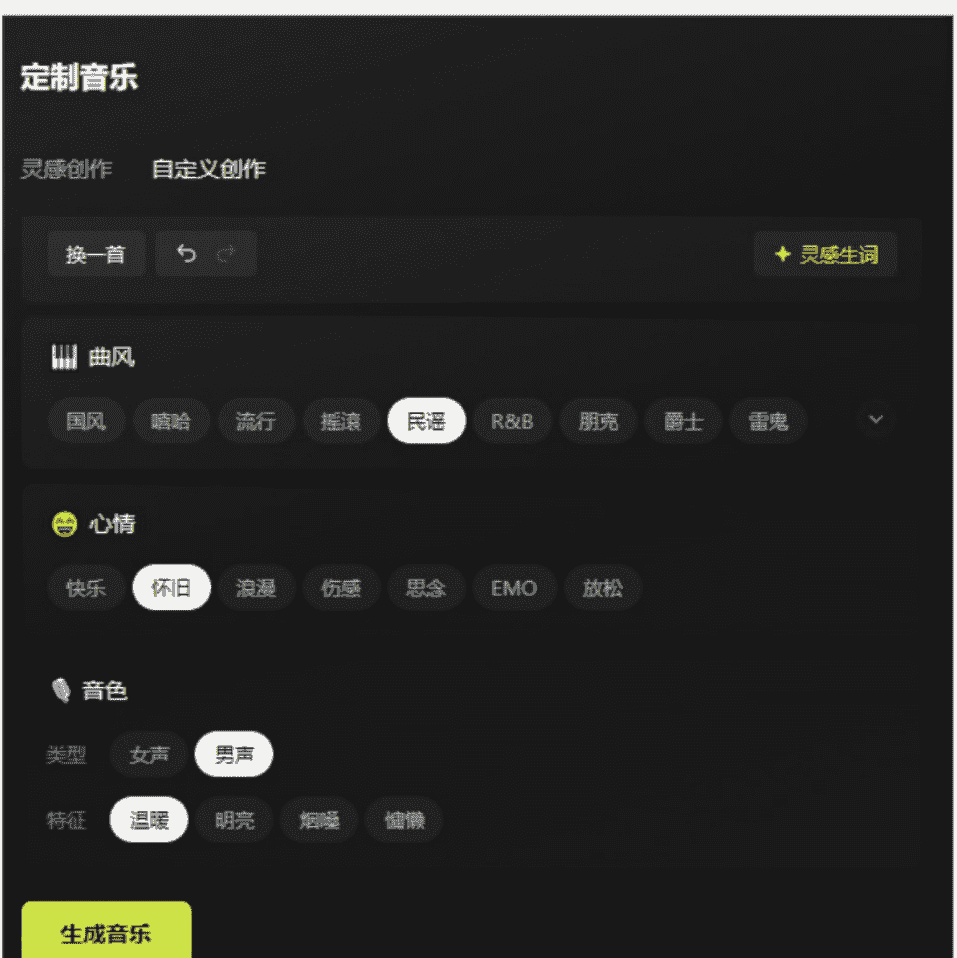 定制音乐
灵感创作 自定义创作
换一首 灵感生词
曲风
国风 嘻哈 流行 摇滚 民谣 R&B 朋克 爵士 雷鬼
心情
快乐 怀旧 浪漫 伤感 思念 EMO 放松
音色
类型 女声 男声
特征 温暖 明亮 烟嗓 慵懒
生成音乐